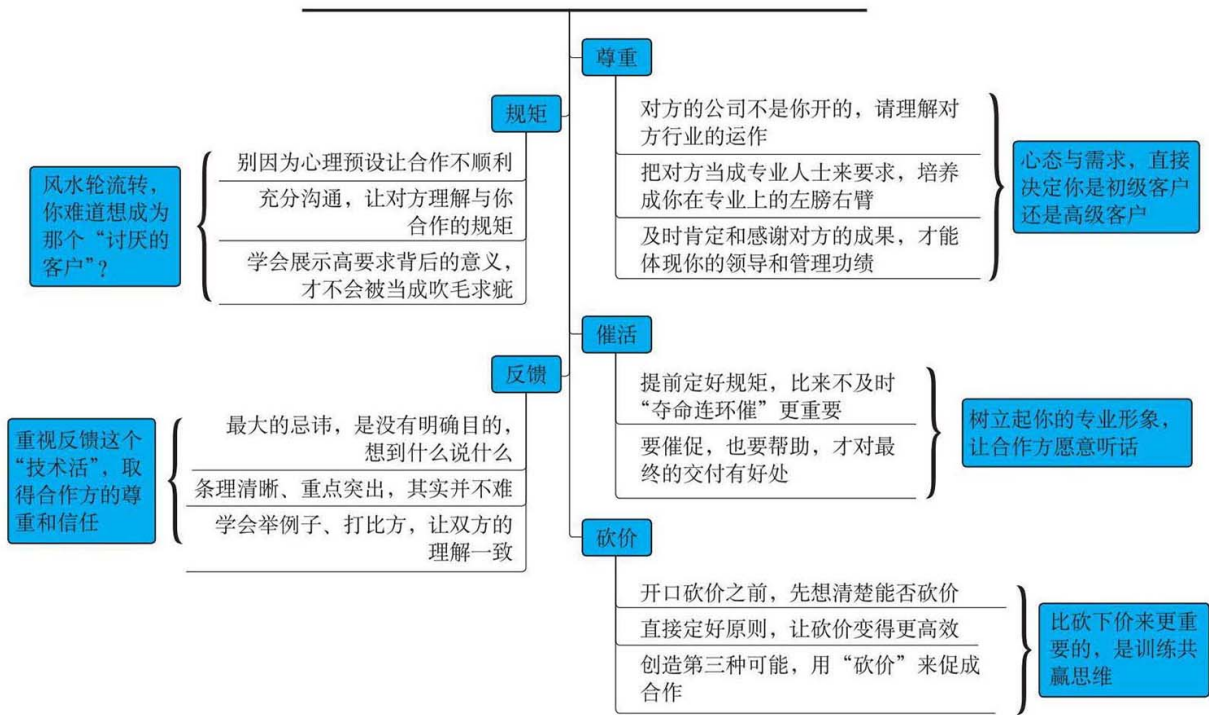 尊重
对方的公司不是你开的，请理解对
方行业的运作
把对方当成专业人士来要求，培养
成你在专业上的左膀右臂
及时肯定和感谢对方的成果，才能
体现你的领导和管理功绩
心态与需求，直接
决定你是初级客户
还是高级客户
规矩
别因为心理预设让合作不顺利
充分沟通，让对方理解与你
合作的规矩
学会展示高要求背后的意义，
才不会被当成吹毛求疵
风水轮流转，
你难道想成为
那个“讨厌的
客户”？
催活
提前定好规矩，比来不及时
“夺命连环催”更重要
要催促，也要帮助，才对最
终的交付有好处
树立起你的专业形象，
让合作方愿意听话
反馈
最大的忌讳，是没有明确目的，
想到什么说什么
条理清晰、重点突出，其实并不难
学会举例子、打比方，让双方的
理解一致
重视反馈这个
“技术活”，取
得合作方的尊
重和信任
砍价
开口砍价之前，先想清楚能否砍价
直接定好原则，让砍价变得更高效
创造第三种可能，用“砍价”来促成
合作
比砍下价来更重
要的，是训练共
赢思维